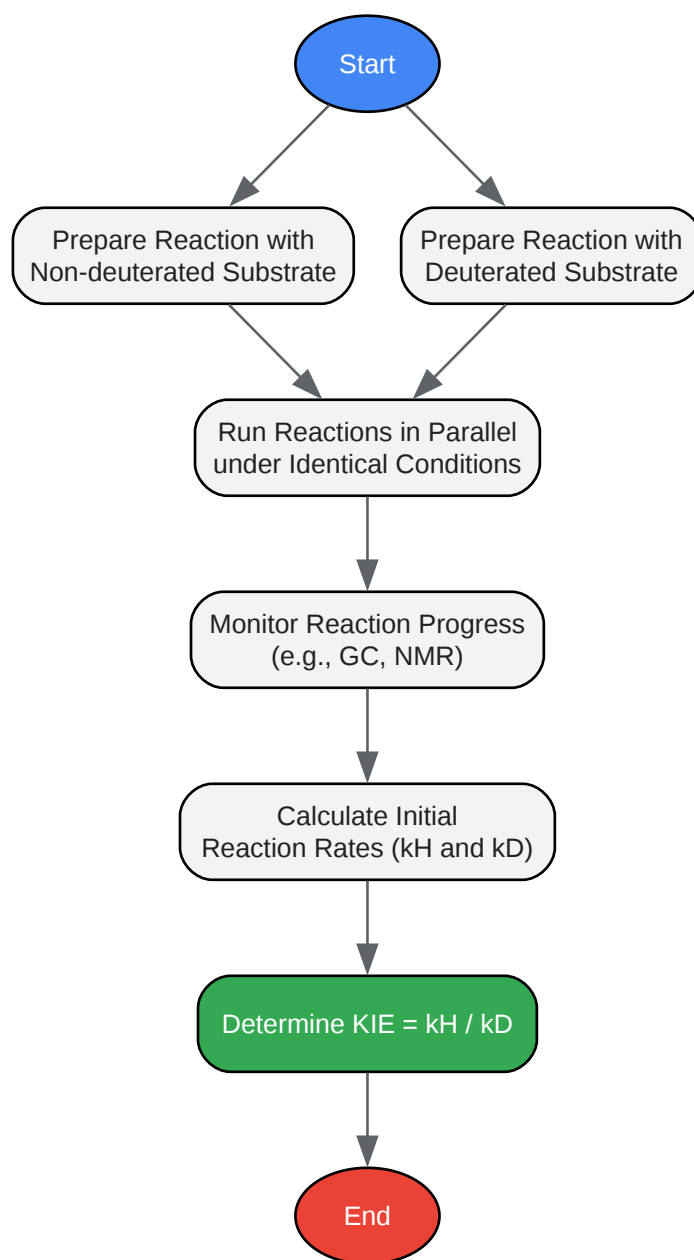 Start
Prepare Reaction with
Non-deuterated Substrate
Prepare Reaction with
Deuterated Substrate
Run Reactions in Parallel
under Identical Conditions
Monitor Reaction Progress
(e.g., GC, NMR)
Calculate Initial
Reaction Rates (kH and kD)
Determine KIE = kH / kD
End